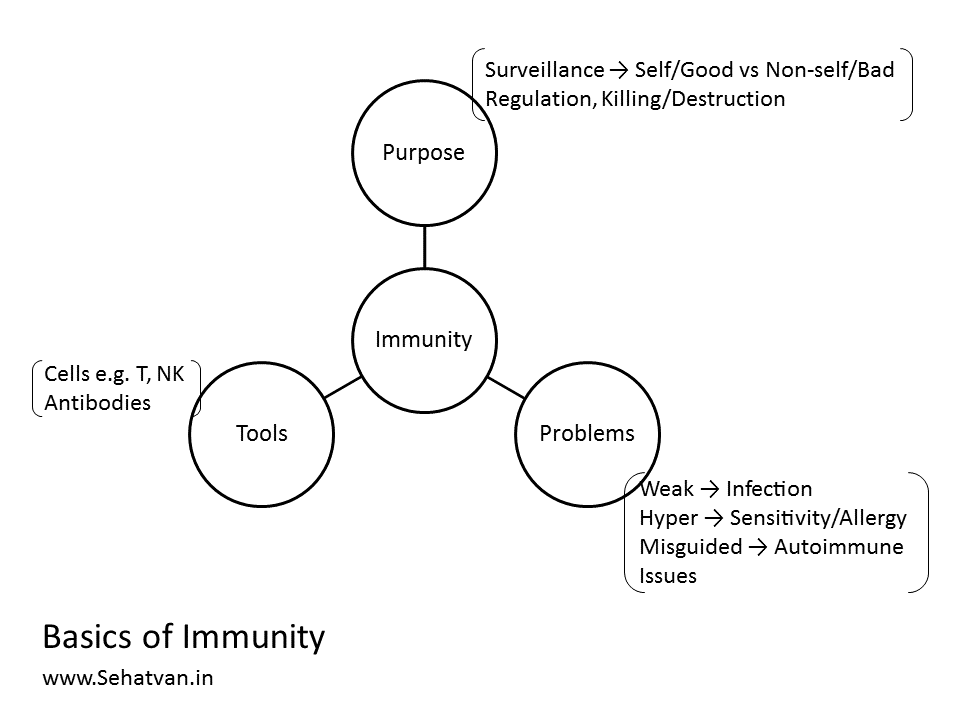 Surveillance → Self/Good vs Non-self/Bad
Regulation, Killing/Destruction
Purpose
Immunity
Cells e.g. T, NK
Antibodies
Tools
Problems
Weak → Infection
Hyper → Sensitivity/Allergy
Misguided → Autoimmune
Issues
Basics of Immunity
www.Sehatvan.in